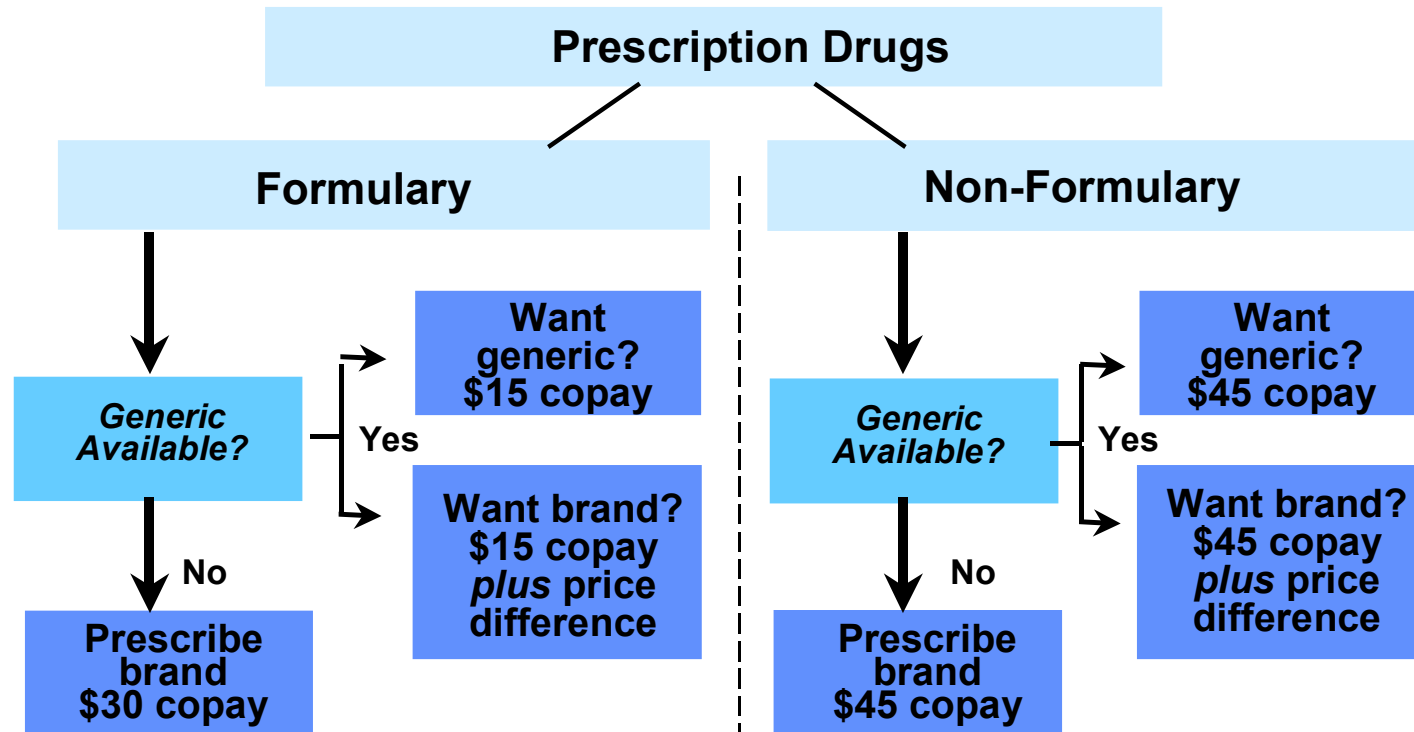 Prescription Drugs
Formulary
Non-Formulary
Want
generic?
$15 copay
Generic
Available?
Yes
Want brand?
$15 copay
plus price
difference
No
Prescribe
brand
$30 copay
Want
generic?
$45 copay
Generic
Available?
Yes
Want brand?
$45 copay
plus price
difference
No
Prescribe
brand
$45 copay